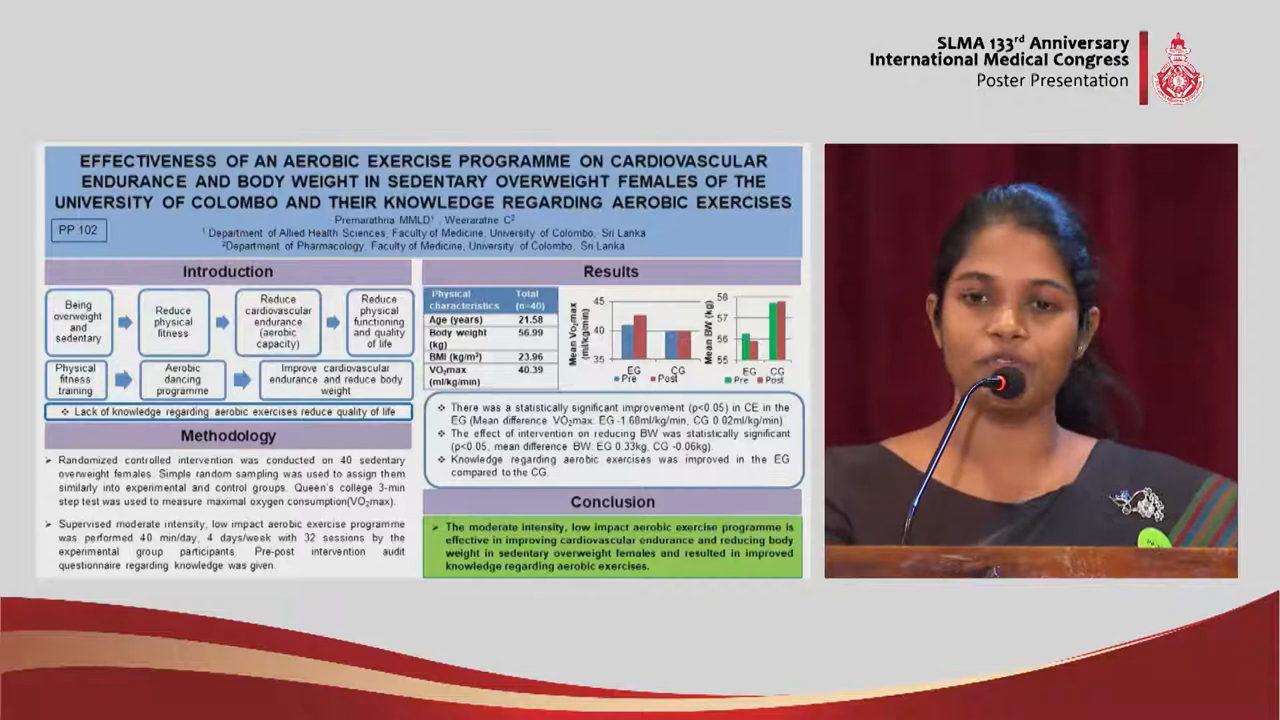 SLMA 133rd Anniversary
International Medical Congress
Poster Presentation
EFFECTIVENESS OF AN AEROBIC EXERCISE PROGRAMME ON CARDIOVASCULAR
ENDURANCE AND BODY WEIGHT IN SEDENTARY OVERWEIGHT FEMALES OF THE
UNIVERSITY OF COLOMBO AND THEIR KNOWLEDGE REGARDING AEROBIC EXERCISES
PP 102
Premarathna MMLD¹ , Weeraratne C²
¹ Department of Allied Health Sciences, Faculty of Medicine, University of Colombo, Sri Lanka
²Department of Pharmacology, Faculty of Medicine, University of Colombo, Sri Lanka
Introduction
Being
overweight
and
sedentary
Reduce
physical
fitness
Reduce
cardiovascular
endurance
(aerobic
capacity)
Reduce
physical
functioning
and quality
of life
Physical
fitness
training
Aerobic
dancing
programme
Improve cardiovascular
endurance and reduce body
weight
❖ Lack of knowledge regarding aerobic exercises reduce quality of life
Methodology
➤ Randomized controlled intervention was conducted on 40 sedentary
overweight females. Simple random sampling was used to assign them
similarly into experimental and control groups. Queen's college 3-min
step test was used to measure maximal oxygen consumption(VO₂max).
➤ Supervised moderate intensity, low impact aerobic exercise programme
was performed 40 min/day, 4 days/week with 32 sessions by the
experimental group participants. Pre-post intervention audit
questionnaire regarding knowledge was given.
Results
Physical characteristics Total (n=40)
Age (years) 21.58
Body weight (kg) 56.99
BMI (kg/m²) 23.96
VO₂max (ml/kg/min) 40.39
Mean Vo₂max
(ml/kg/min)
45
40
35
EG CG
Pre Post
Mean BW (kg)
58
57
56
55
EG CG
Pre Post
❖ There was a statistically significant improvement (p<0.05) in CE in the
EG (Mean difference VO₂max: EG -1.68ml/kg/min, CG 0.02ml/kg/min).
❖ The effect of intervention on reducing BW was statistically significant
(p<0.05, mean difference BW: EG 0.33kg, CG -0.06kg).
❖ Knowledge regarding aerobic exercises was improved in the EG
compared to the CG.
Conclusion
➤ The moderate intensity, low impact aerobic exercise programme is
effective in improving cardiovascular endurance and reducing body
weight in sedentary overweight females and resulted in improved
knowledge regarding aerobic exercises.